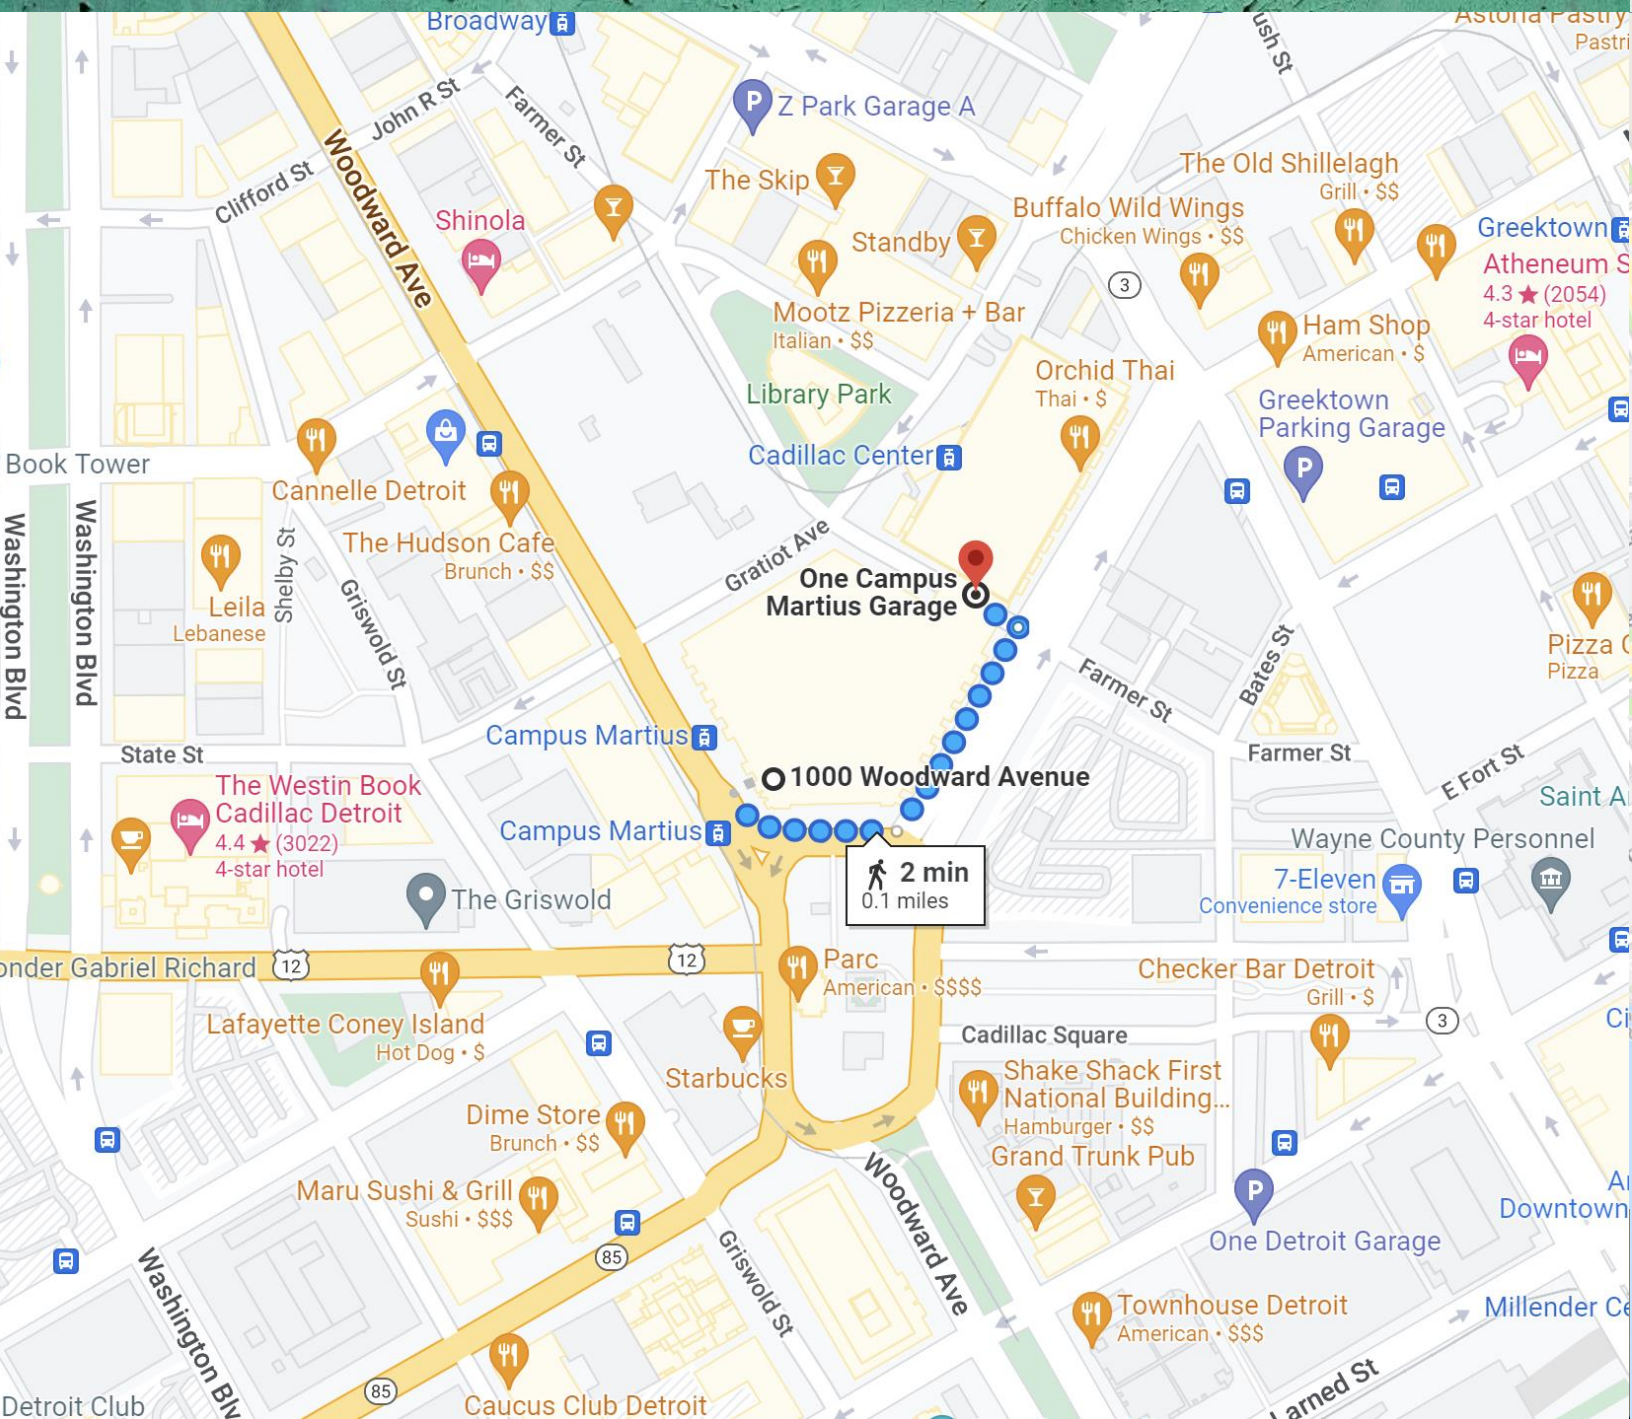 Broadway
ush St
Astoria Pastry
Pastri
John R St
Farmer St
P
Z Park Garage A
Woodward Ave
Clifford St
The Skip
The Old Shillelagh
Grill • $$
Shinola
Standby
Buffalo Wild Wings
Chicken Wings • $$
Greektown
Atheneum S
4.3 ★ (2054)
4-star hotel
3
Mootz Pizzeria + Bar
Italian • $$
Ham Shop
American • $
Orchid Thai
Thai • $
Library Park
Greektown
Parking Garage
P
Cadillac Center
Book Tower
Cannelle Detroit
Washington Blvd
Washington Blvd
The Hudson Cafe
Brunch • $$
Gratiot Ave
Shelby St
Griswold St
Leila
Lebanese
One Campus
Martius Garage
Pizza
Pizza
Bates St
Farmer St
Campus Martius
State St
1000 Woodward Avenue
Farmer St
E Fort St
The Westin Book
Cadillac Detroit
4.4 ★ (3022)
4-star hotel
Saint A
Campus Martius
Wayne County Personnel
2 min
0.1 miles
7-Eleven
Convenience store
The Griswold
onder Gabriel Richard
12
12
Parc
American • $$$$
Checker Bar Detroit
Grill • $
3
Ci
Lafayette Coney Island
Hot Dog • $
Cadillac Square
Starbucks
Shake Shack First
National Building...
Hamburger • $$
Dime Store
Brunch • $$
Grand Trunk Pub
Maru Sushi & Grill
Sushi • $$$
Woodward Ave
P
One Detroit Garage
Downtown
85
Griswold St
Washington Blv
Townhouse Detroit
American • $$$
Millender Ce
85
Larned St
Detroit Club
Caucus Club Detroit